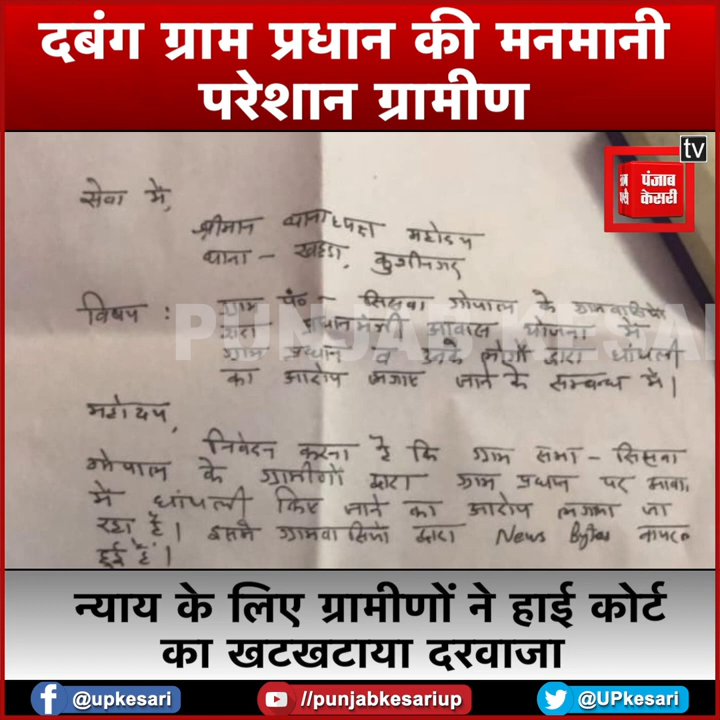 दबंग ग्राम प्रधान की मनमानी
परेशान ग्रामीण
tv
पंजाब
केसरी
सेवा में,
श्रीमान थानाध्यक्ष महोदय
थाना - खड्डा, कुशीनगर
विषय : ग्राम पं० - सिसवा गोपाल के ग्रामवासियों
द्वारा प्रधानमंत्री आवास योजना में
ग्राम प्रधान व उनके लोगों द्वारा धांधली
का आरोप लगाए जाने के सम्बन्ध में।
महोदय,
निवेदन करना है कि ग्राम सभा - सिसवा
गोपाल के ग्रामीणों द्वारा ग्राम प्रधान पर आवा
में धांधली किए जाने का आरोप लगाया जा
रहा है। इसमें ग्रामवासियों द्वारा News Bytes
हुई हैं।
PUNJAB KESARI
न्याय के लिए ग्रामीणों ने हाई कोर्ट
का खटखटाया दरवाजा
@upkesari
//punjabkesariup
@UPkesari